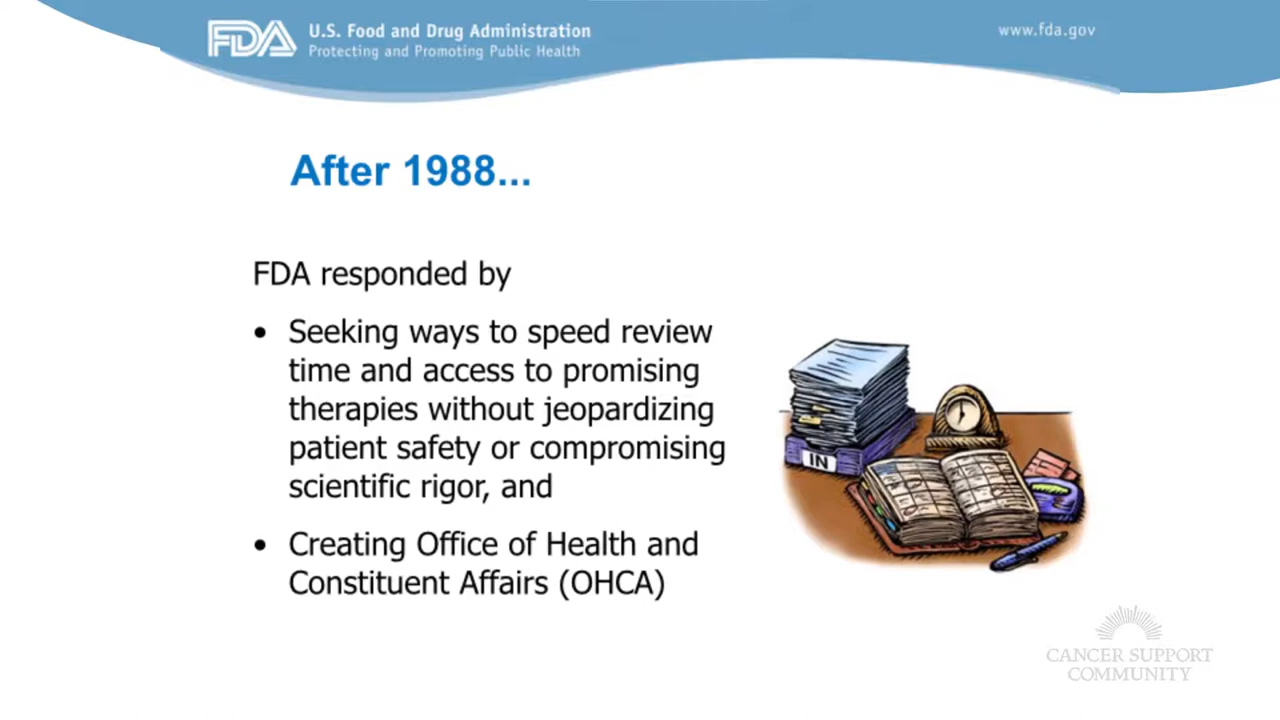 FDA
U.S. Food and Drug Administration
Protecting and Promoting Public Health
www.fda.gov
After 1988...
FDA responded by
• Seeking ways to speed review
time and access to promising
therapies without jeopardizing
patient safety or compromising
scientific rigor, and
• Creating Office of Health and
Constituent Affairs (OHCA)
IN
CANCER SUPPORT
COMMUNITY